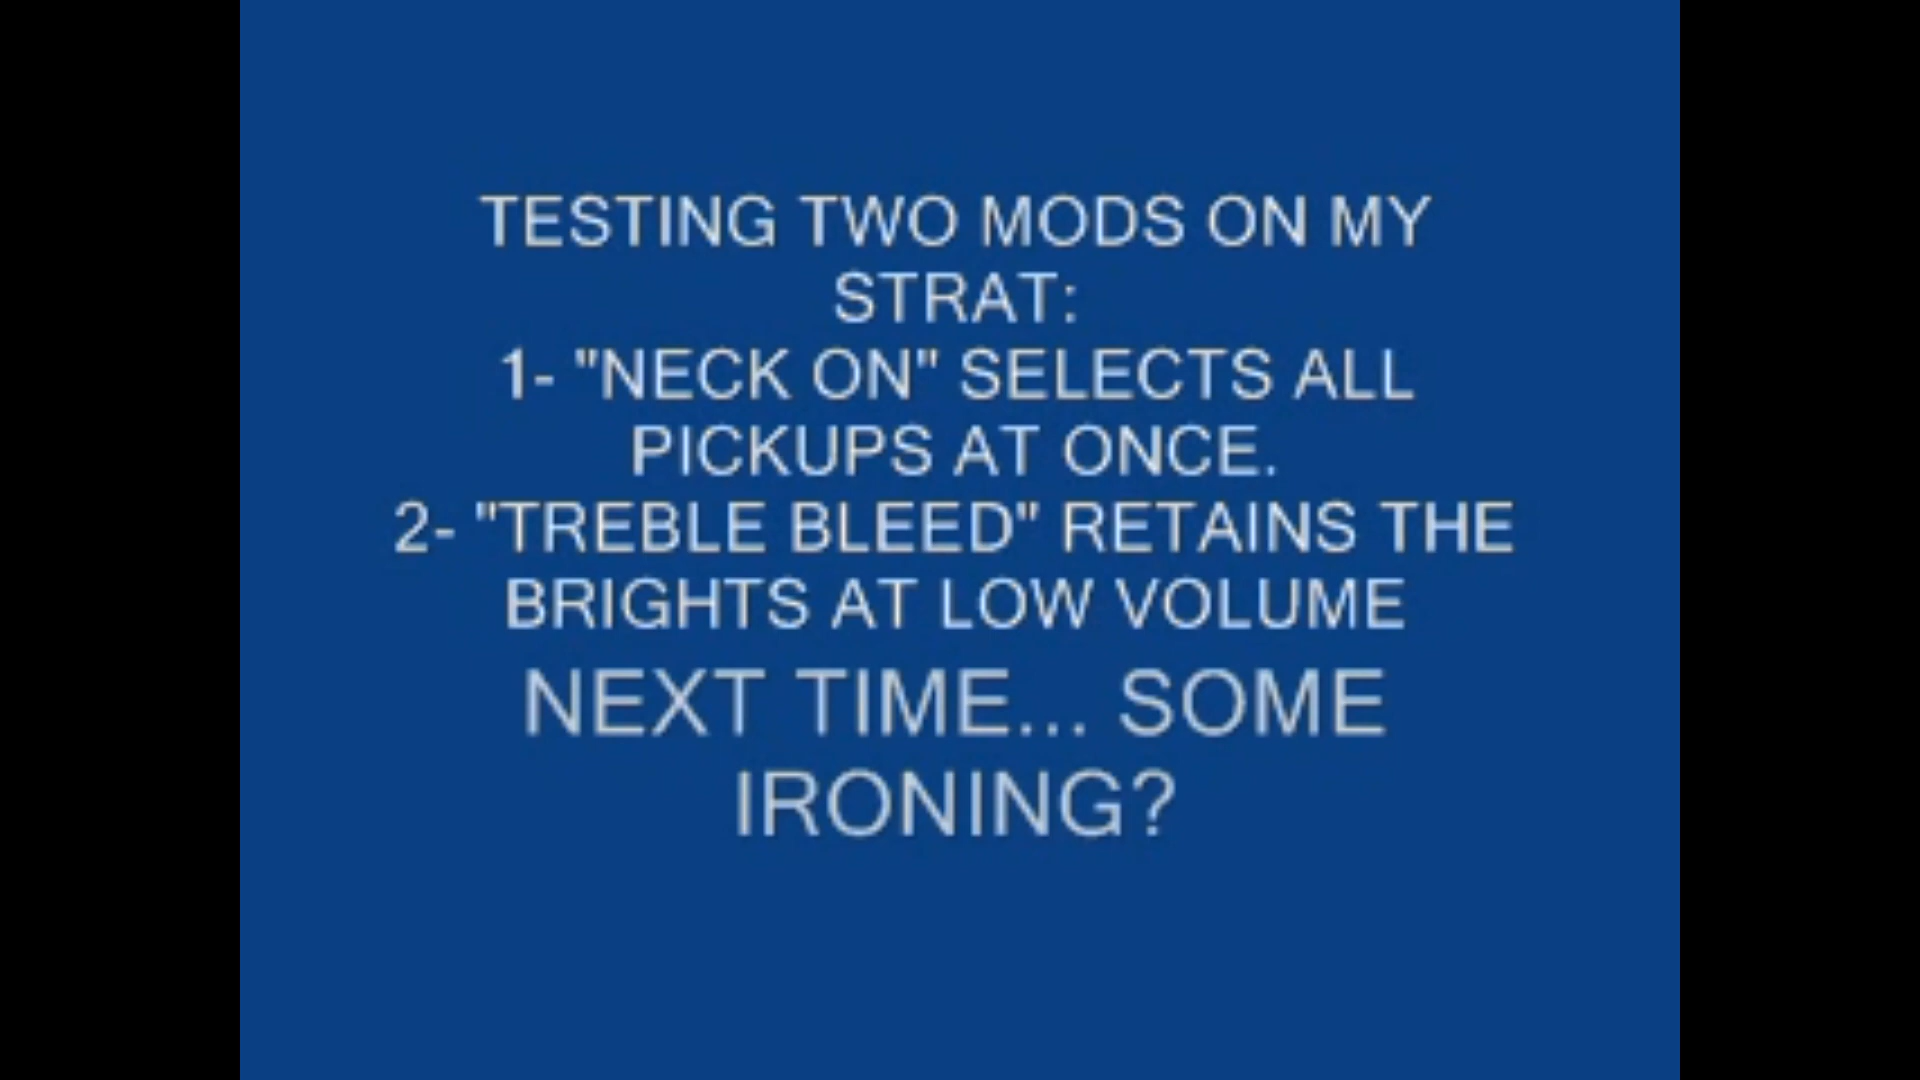 TESTING TWO MODS ON MY
STRAT:
1- "NECK ON" SELECTS ALL
PICKUPS AT ONCE.
2- "TREBLE BLEED" RETAINS THE
BRIGHTS AT LOW VOLUME
NEXT TIME... SOME
IRONING?